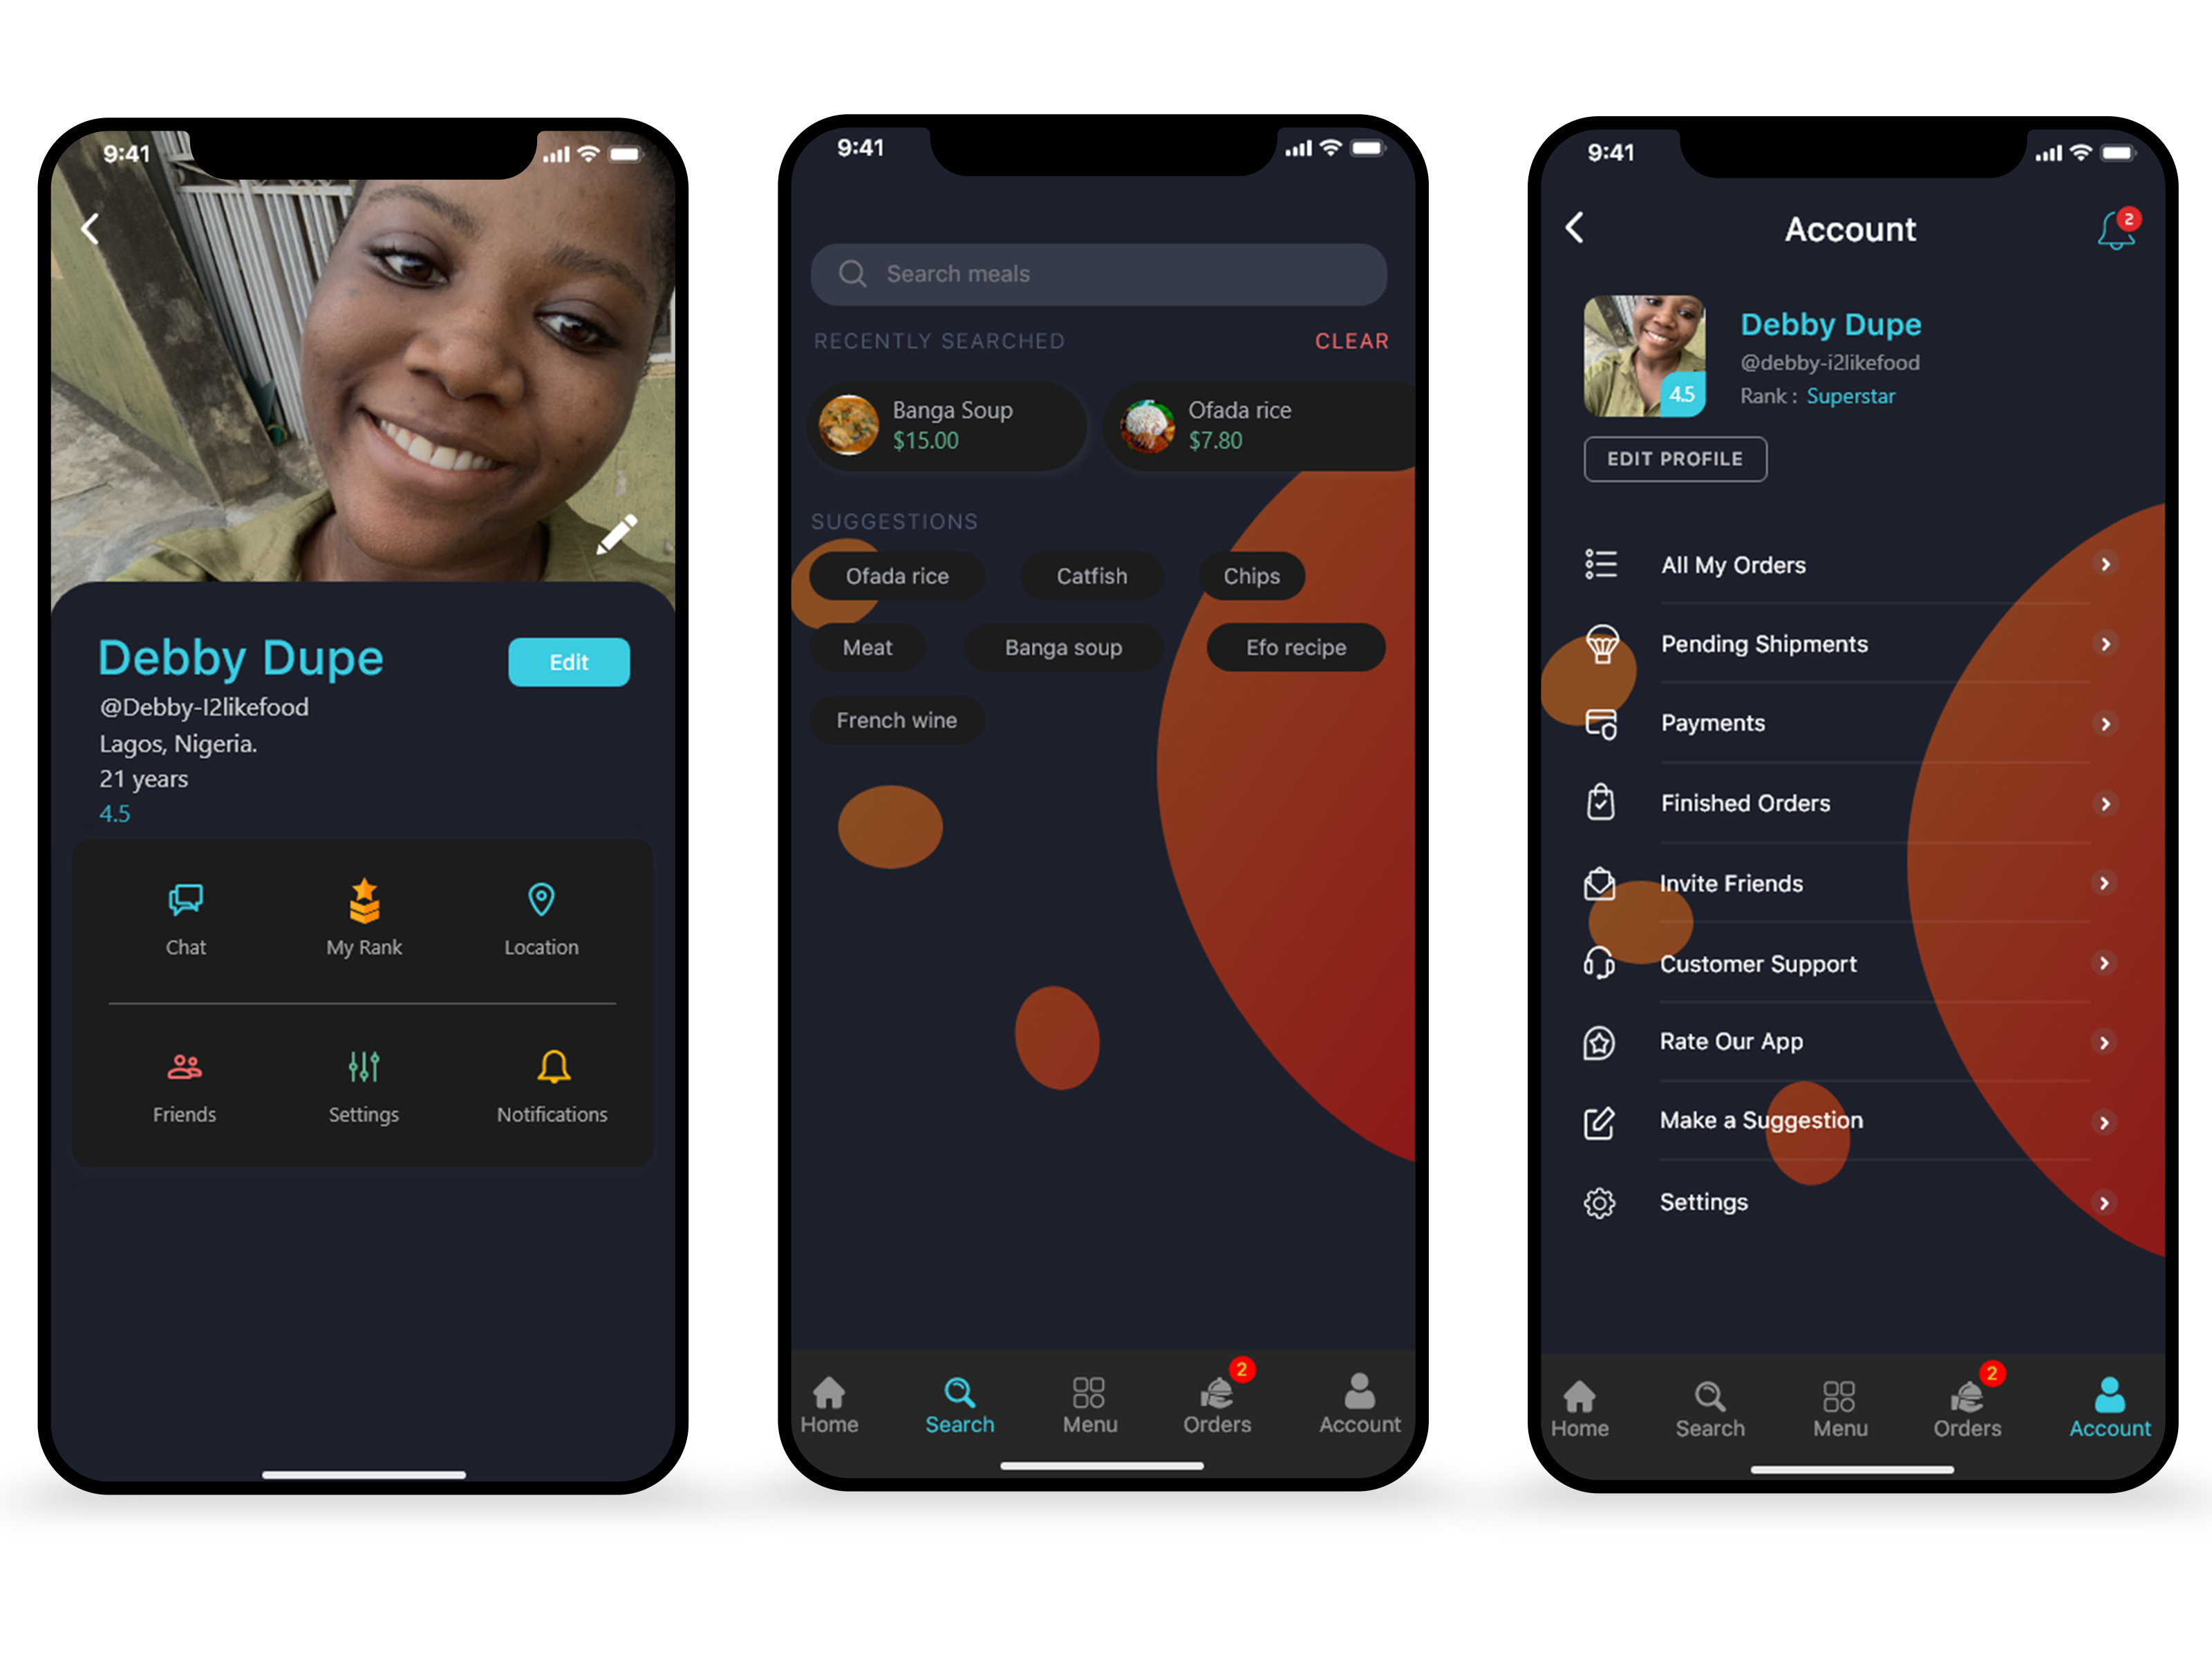 9:41
Debby Dupe
Edit
@Debby-I2likefood
Lagos, Nigeria.
21 years
4.5
Chat
My Rank
Location
Friends
Settings
Notifications
9:41
Search meals
RECENTLY SEARCHED
CLEAR
Banga Soup
$15.00
Ofada rice
$7.80
SUGGESTIONS
Ofada rice
Catfish
Chips
Meat
Banga soup
Efo recipe
French wine
2
Home
Search
Menu
Orders
Account
9:41
Account
2
Debby Dupe
@debby-i2likefood
Rank : Superstar
4.5
EDIT PROFILE
All My Orders
Pending Shipments
Payments
Finished Orders
Invite Friends
Customer Support
Rate Our App
Make a Suggestion
Settings
2
Home
Search
Menu
Orders
Account